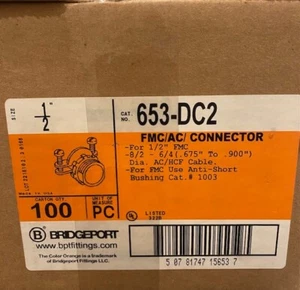 SIZE
1/2"
CAT. NO.
653-DC2
FMC/AC/ CONNECTOR
-For 1/2" FMC
-8/2 - 6/4(.675" To .900")
Dia. AC/HCF Cable.
-For FMC Use Anti-Short
Bushing Cat.# 1003
CARTON QTY.
100
UNIT OF MEASURE
PC
LISTED
B BRIDGEPORT
www.bptfittings.com
The Color Orange is a Trademark
of Bridgeport Fittings LLC.
5 07 81747 15653 7